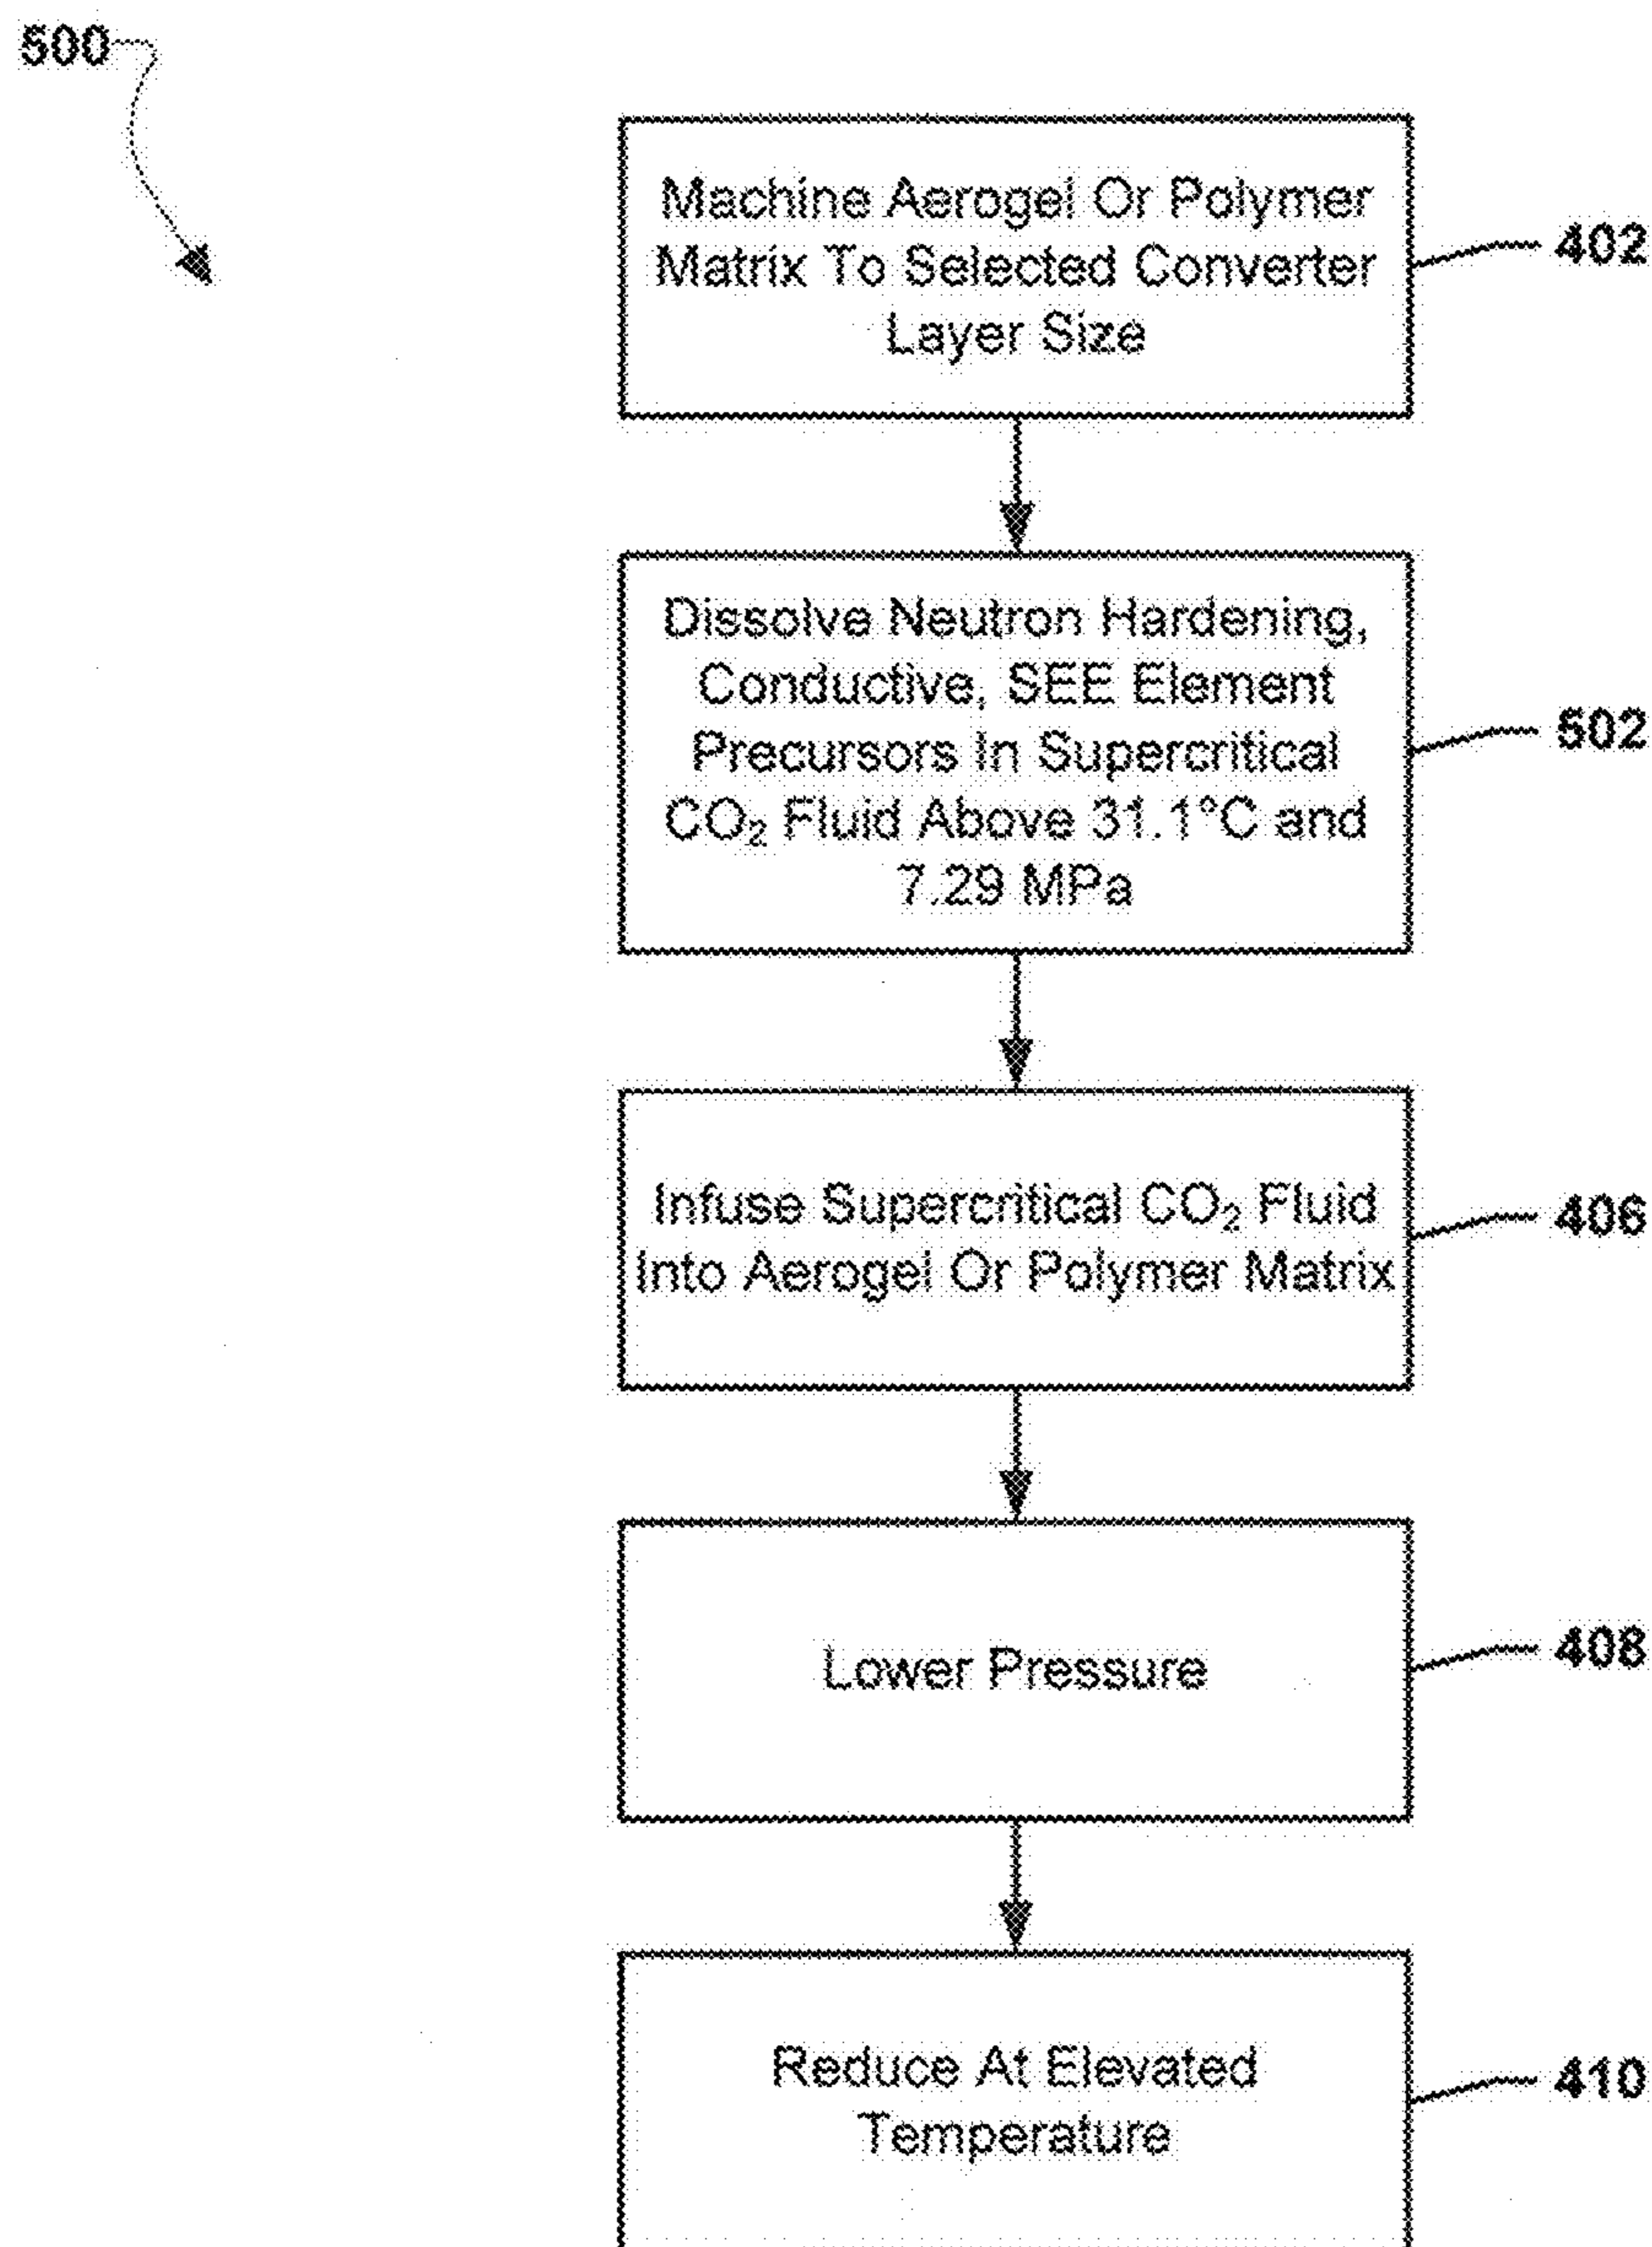 500
Machine Aerogel Or Polymer
Matrix To Selected Converter
Layer Size
402
Dissolve Neutron Hardening,
Conductive, SEE Element
Precursors In Supercritical
CO₂ Fluid Above 31.1°C and
7.29 MPa
502
Infuse Supercritical CO₂ Fluid
Into Aerogel Or Polymer Matrix
406
Lower Pressure
408
Reduce At Elevated
Temperature
410